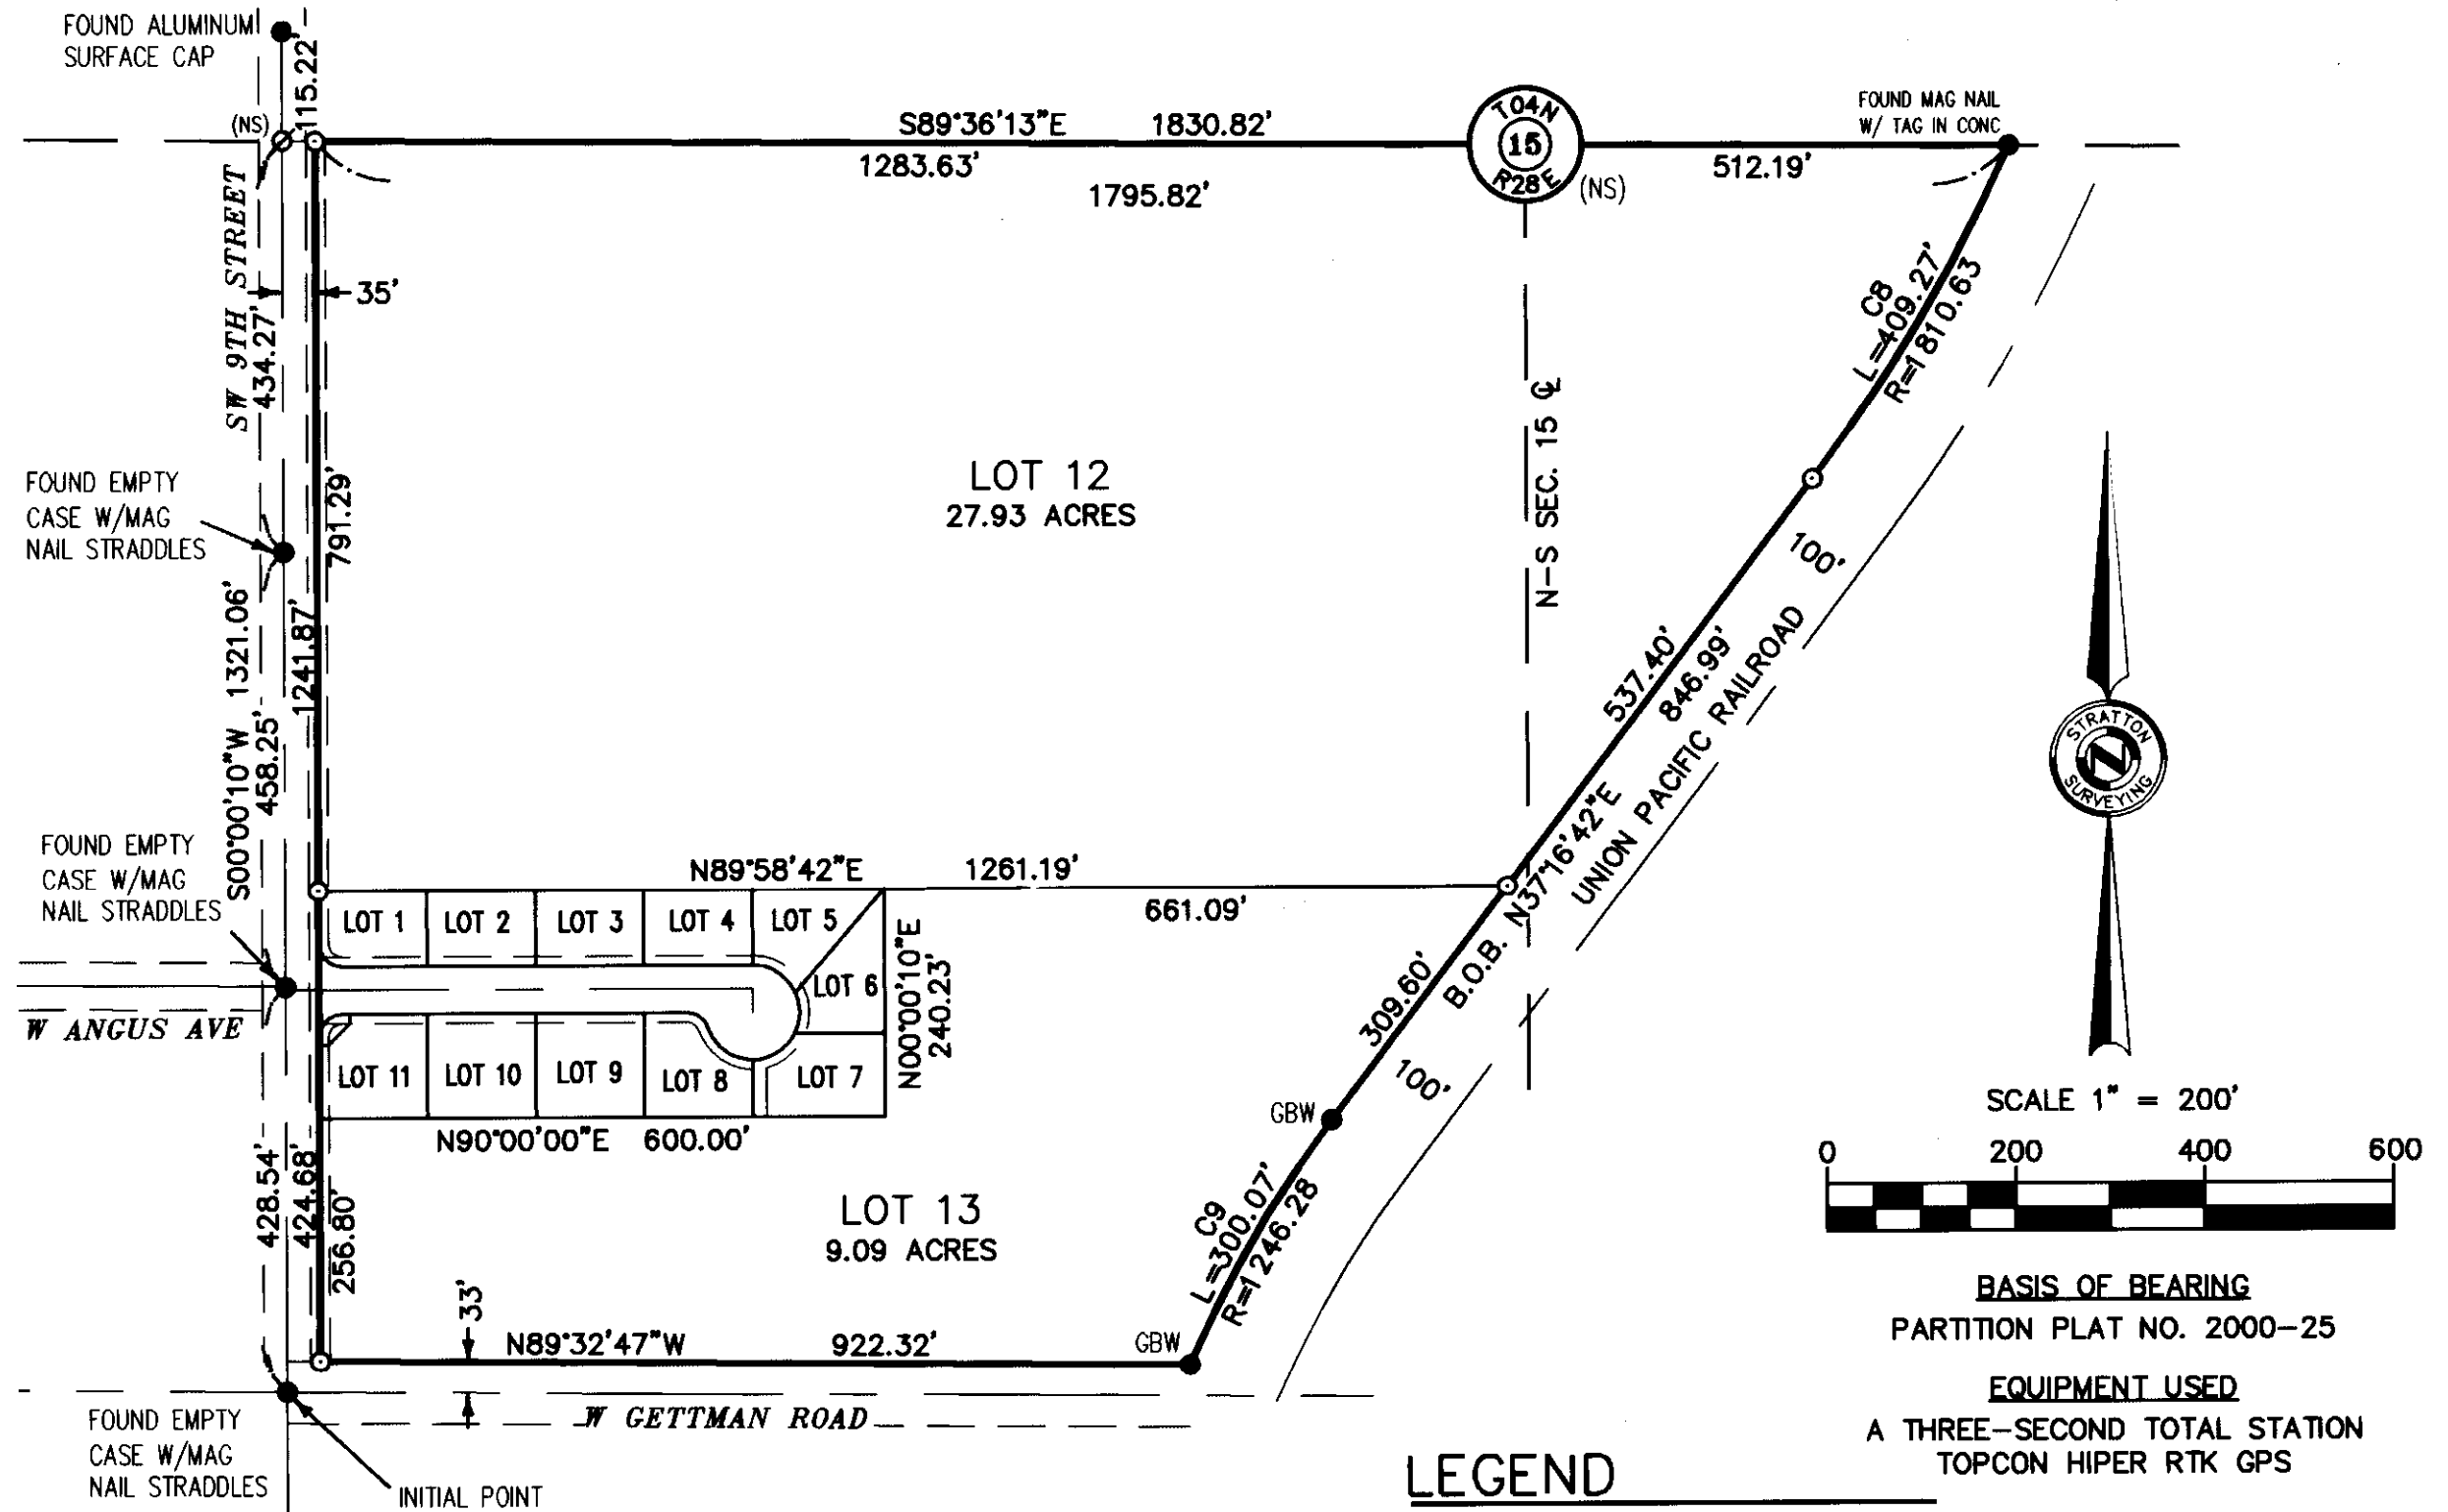 FOUND ALUMINUM
SURFACE CAP
115.22'
(NS)
S89°36'13"E 1830.82'
1283.63'
1795.82'
T04N
15
R28E
(NS)
512.19'
FOUND MAG NAIL
W/ TAG IN CONC
SW 9TH STREET
434.27'
35'
C8
L=409.27'
R=1810.63
N-S SEC. 15 ℄
FOUND EMPTY
CASE W/MAG
NAIL STRADDLES
791.29'
LOT 12
27.93 ACRES
100'
S00°00'10"W 1321.06'
458.25'
1241.87'
537.40'
846.99'
UNION PACIFIC RAILROAD
B.O.B. N37°16'42"E
STRATTON
N
SURVEYING
FOUND EMPTY
CASE W/MAG
NAIL STRADDLES
N89°58'42"E 1261.19'
661.09'
LOT 1
LOT 2
LOT 3
LOT 4
LOT 5
LOT 6
N00°00'10"E
240.23'
W ANGUS AVE
LOT 11
LOT 10
LOT 9
LOT 8
LOT 7
309.60'
100'
GBW
N90°00'00"E 600.00'
428.54'
424.68'
256.80'
LOT 13
9.09 ACRES
C9
L=300.07'
R=1246.28
33'
N89°32'47"W 922.32'
GBW
W GETTMAN ROAD
FOUND EMPTY
CASE W/MAG
NAIL STRADDLES
INITIAL POINT
SCALE 1" = 200'
0 200 400 600
BASIS OF BEARING
PARTITION PLAT NO. 2000-25
EQUIPMENT USED
A THREE-SECOND TOTAL STATION
TOPCON HIPER RTK GPS
LEGEND